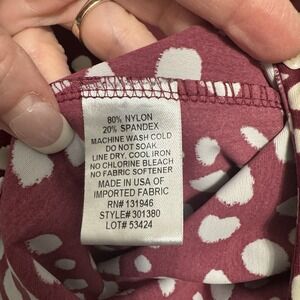 80% NYLON
20% SPANDEX
MACHINE WASH COLD
DO NOT SOAK
LINE DRY, COOL IRON
NO CHLORINE BLEACH
NO FABRIC SOFTENER
MADE IN USA OF
IMPORTED FABRIC
RN# 131946
STYLE# 301380
LOT# 53424